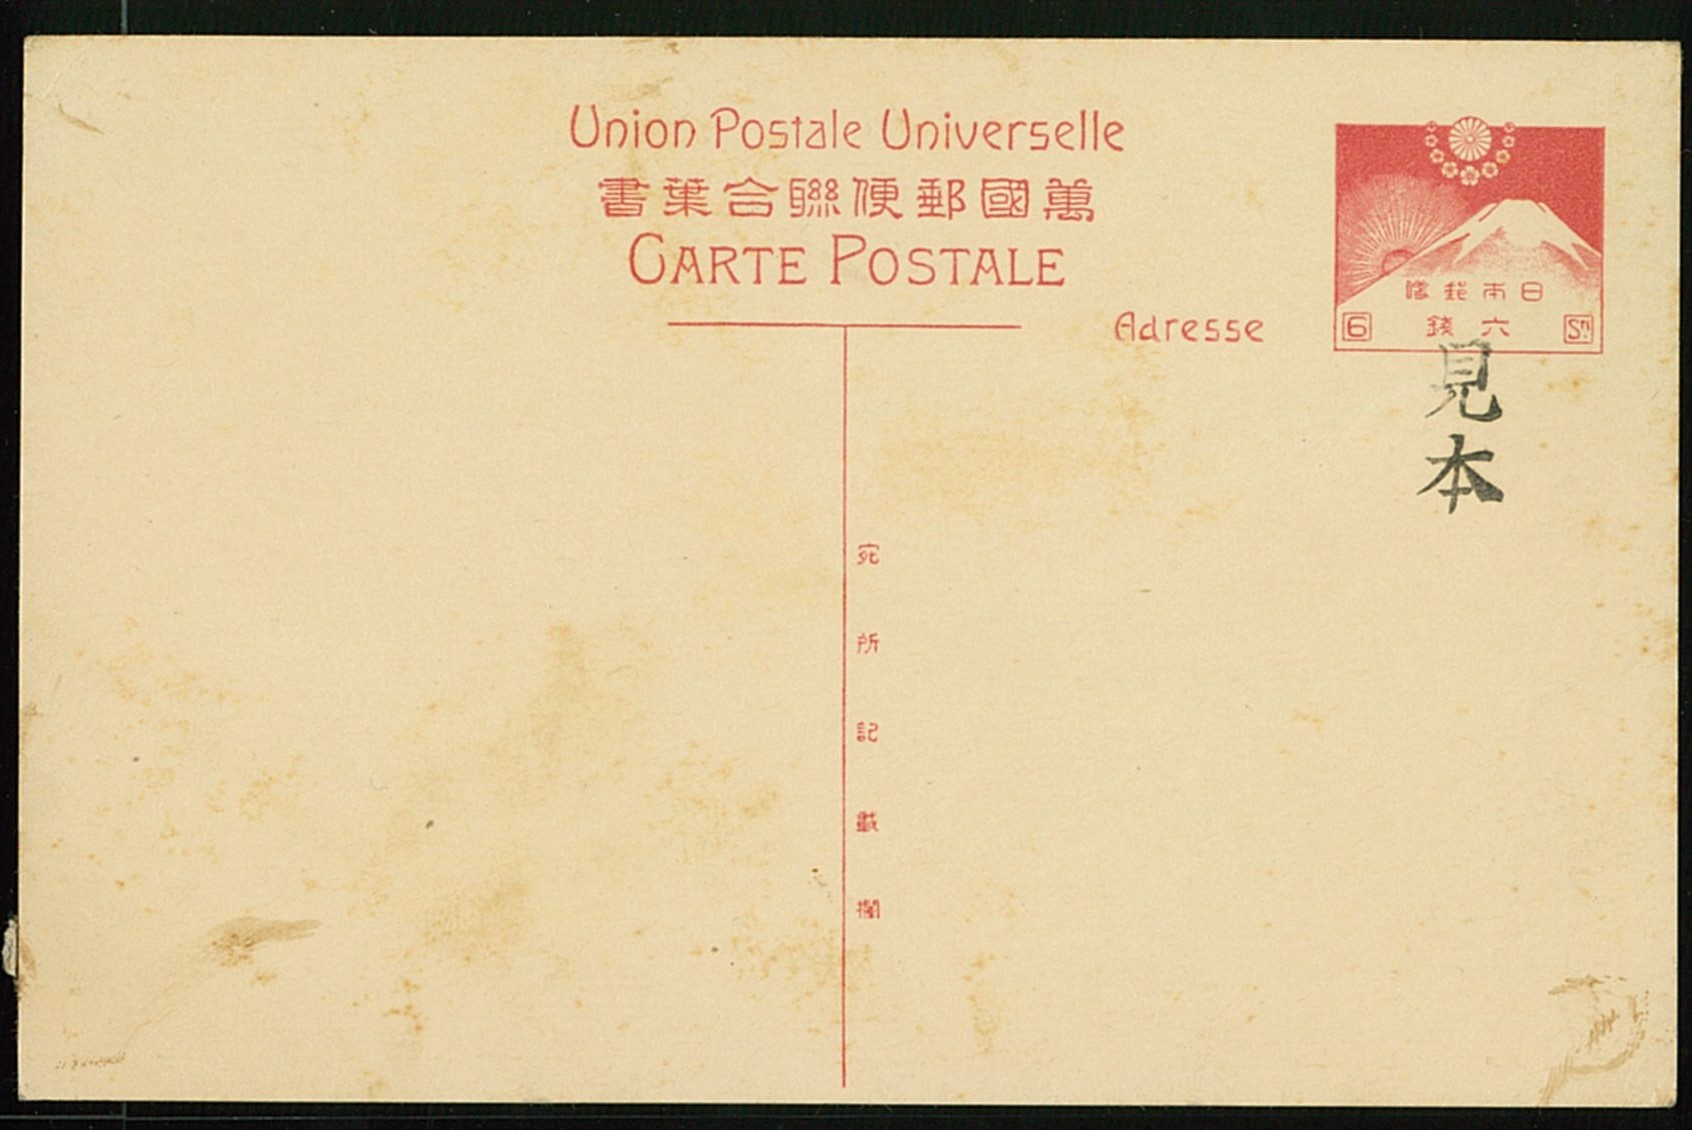 Union Postale Universelle
書葉合聯便郵國萬
CARTE POSTALE
Adresse
便郵本日
6 錢六 Sn.
見本
宛所記載欄